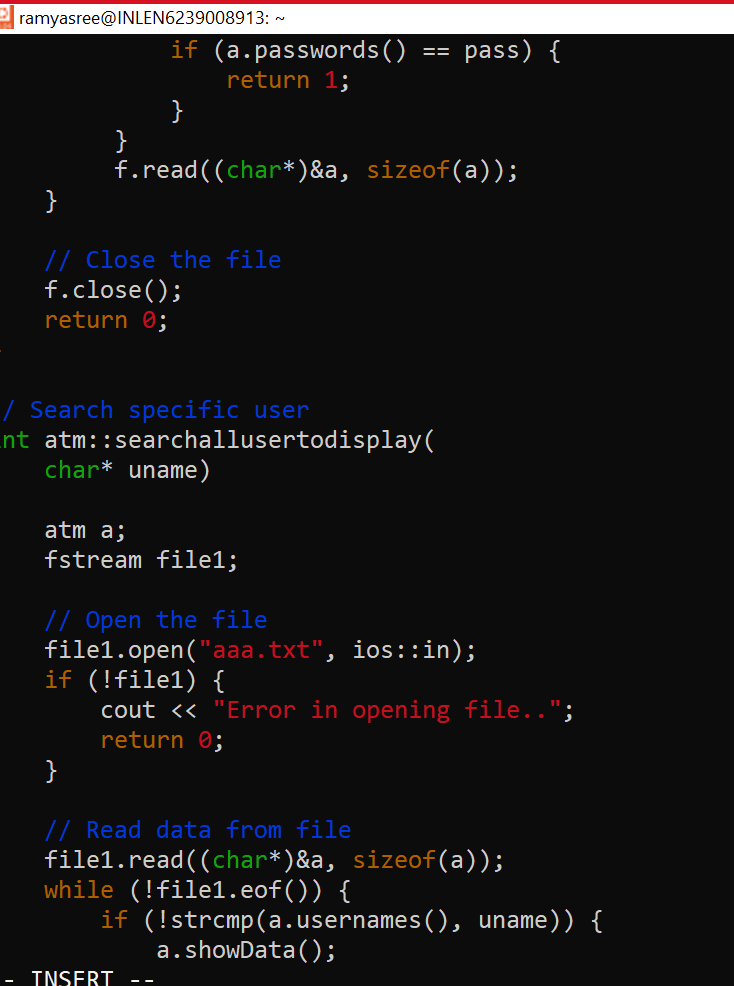 ramyasree@INLEN6239008913: ~
if (a.passwords() == pass) {
return 1;
}
}
f.read((char*)&a, sizeof(a));
}
// Close the file
f.close();
return 0;
/ Search specific user
nt atm::searchallusertodisplay(
char* uname)
atm a;
fstream file1;
// Open the file
file1.open("aaa.txt", ios::in);
if (!file1) {
cout << "Error in opening file..";
return 0;
}
// Read data from file
file1.read((char*)&a, sizeof(a));
while (!file1.eof()) {
if (!strcmp(a.usernames(), uname)) {
a.showData();
- INSERT --